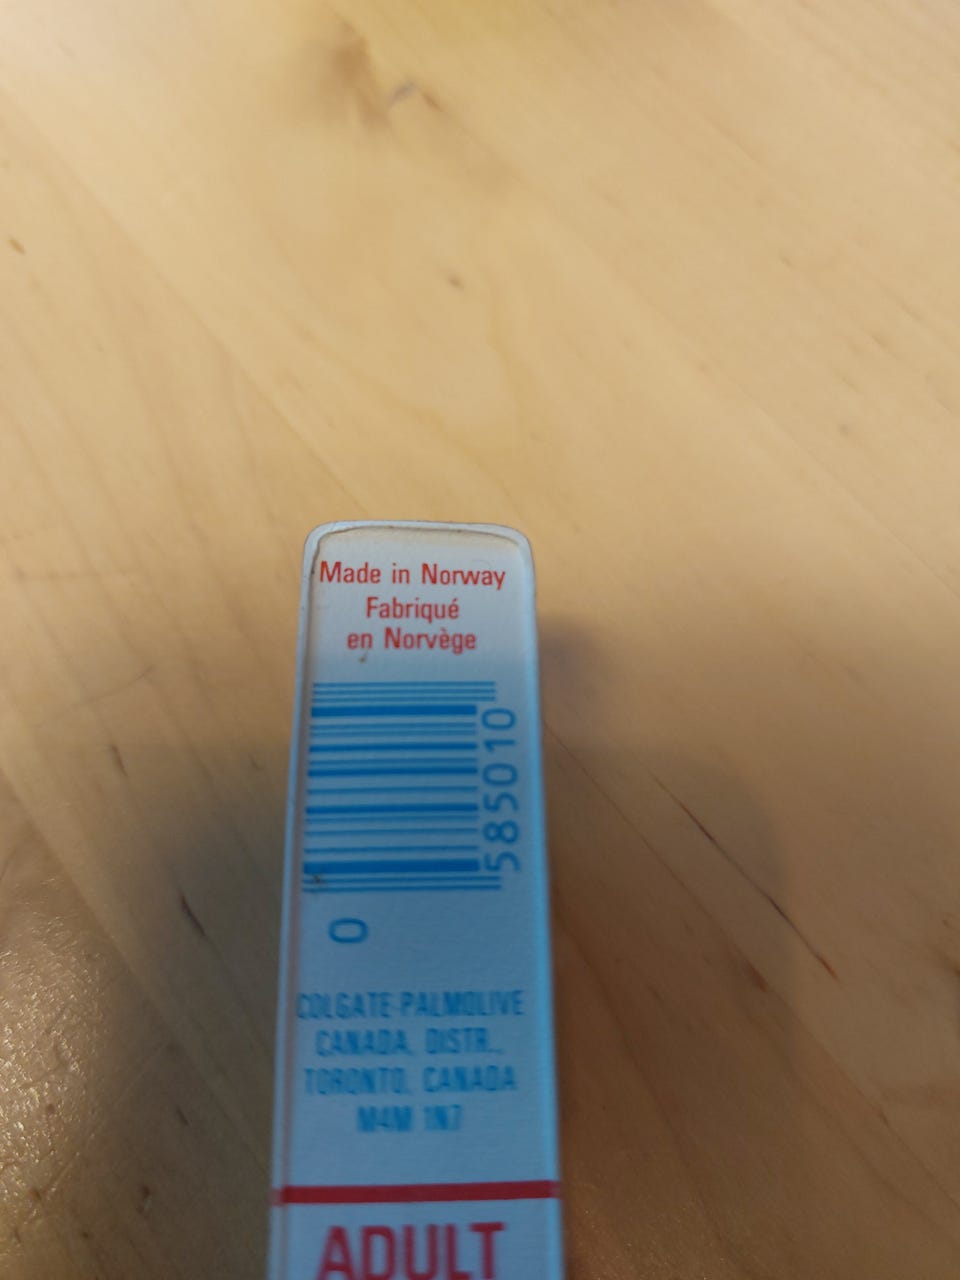 Made in Norway
Fabriqué
en Norvège
585010
0
COLGATE-PALMOLIVE
CANADA, DISTR.,
TORONTO, CANADA
M4M 1N7
ADULT